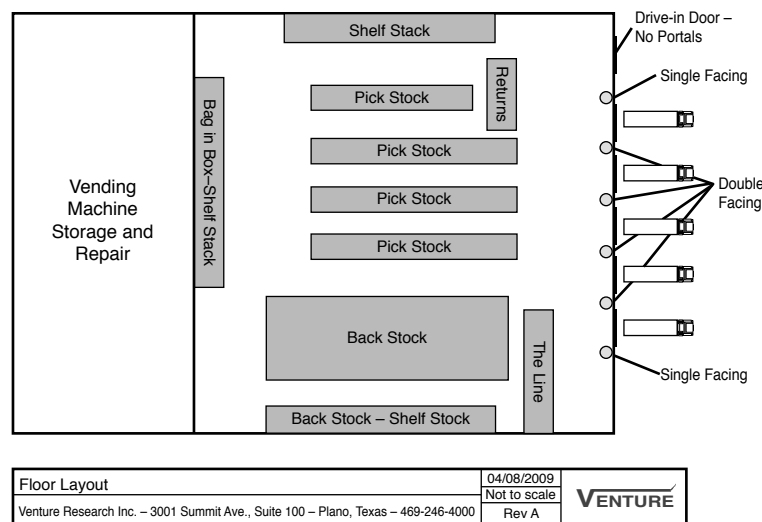 Shelf Stack
Drive-in Door –
No Portals
Single Facing
Returns
Pick Stock
Bag in Box–Shelf Stack
Pick Stock
Vending
Machine
Storage and
Repair
Pick Stock
Double
Facing
Pick Stock
Back Stock
The Line
Single Facing
Back Stock – Shelf Stock
Floor Layout
04/08/2009
Not to scale
Venture Research Inc. – 3001 Summit Ave., Suite 100 – Plano, Texas – 469-246-4000
Rev A
VENTURE